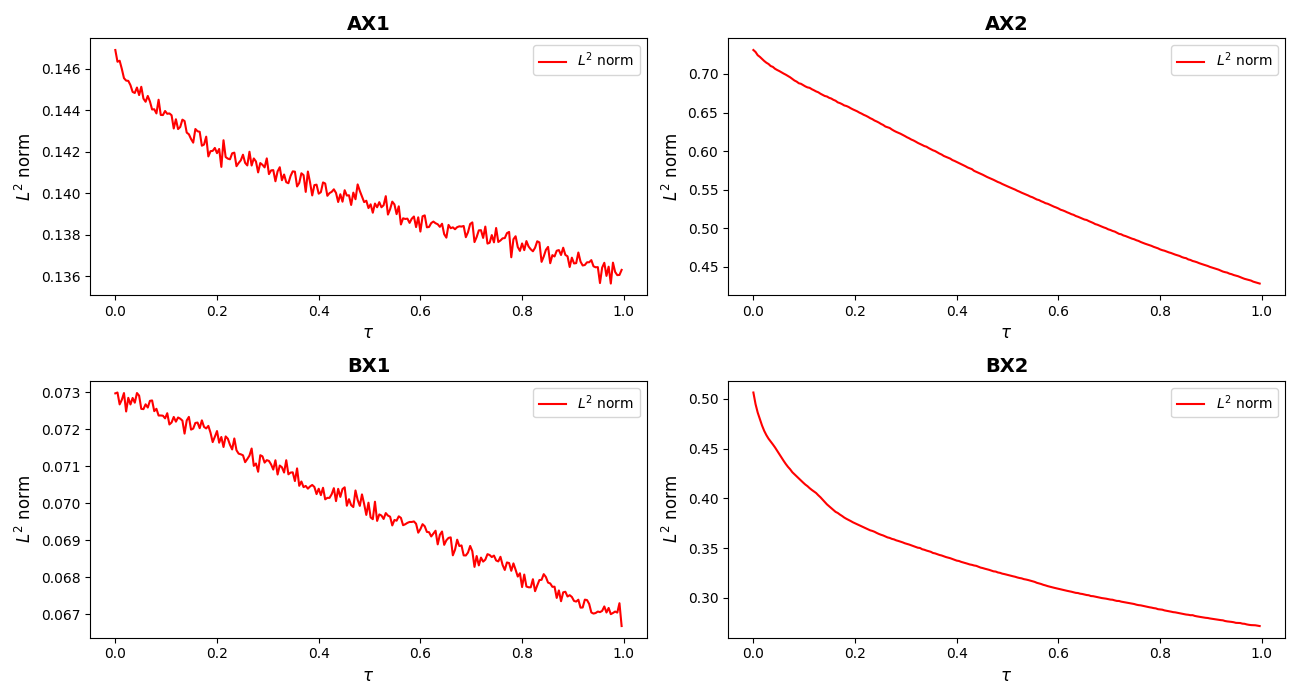 AX1
L² norm
0.146
0.144
0.142
0.140
0.138
0.136
L² norm
0.0 0.2 0.4 0.6 0.8 1.0
τ
AX2
L² norm
0.70
0.65
0.60
0.55
0.50
0.45
L² norm
0.0 0.2 0.4 0.6 0.8 1.0
τ
BX1
L² norm
0.073
0.072
0.071
0.070
0.069
0.068
0.067
L² norm
0.0 0.2 0.4 0.6 0.8 1.0
τ
BX2
L² norm
0.50
0.45
0.40
0.35
0.30
L² norm
0.0 0.2 0.4 0.6 0.8 1.0
τ